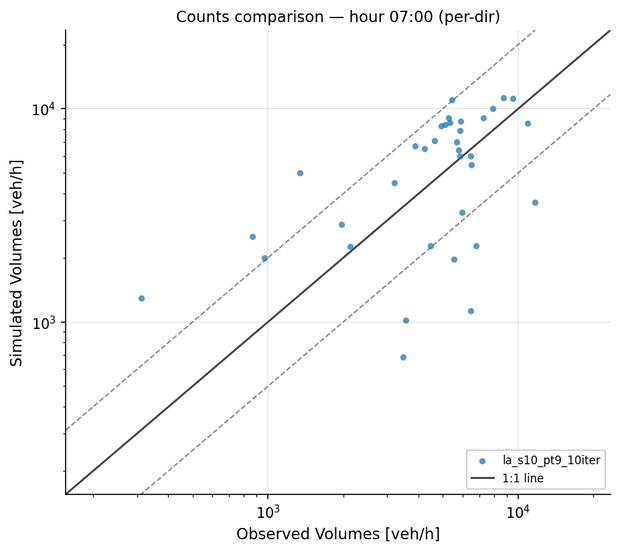 Counts comparison — hour 07:00 (per-dir)
Simulated Volumes [veh/h]
10⁴
10³
la_s10_pt9_10iter
1:1 line
10³
10⁴
Observed Volumes [veh/h]